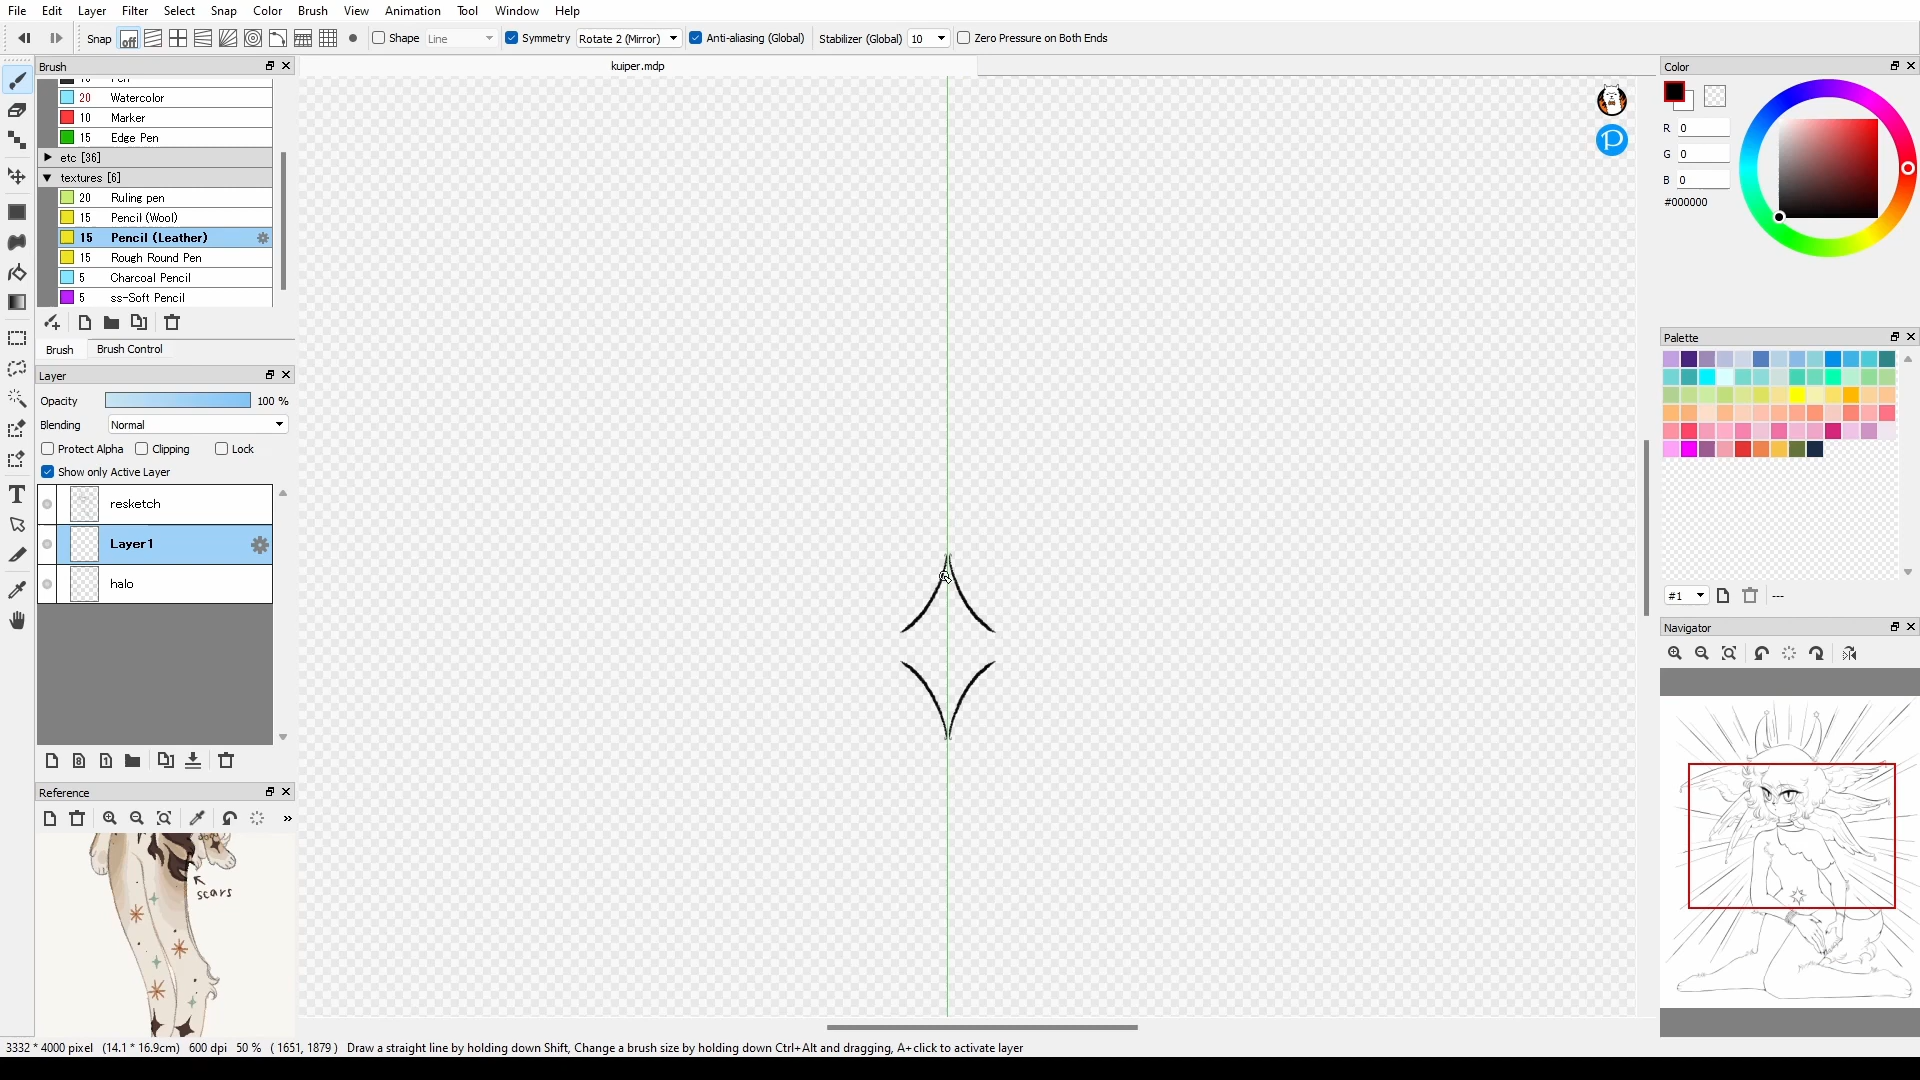 File Edit Layer Filter Select Snap Color Brush View Animation Tool Window Help
Snap off Shape Line Symmetry Rotate 2 (Mirror) Anti-aliasing (Global) Stabilizer (Global) 10 Zero Pressure on Both Ends
Brush
kuiper.mdp
Color
10 Pen
20 Watercolor
10 Marker
15 Edge Pen
etc [36]
textures [6]
20 Ruling pen
15 Pencil (Wool)
15 Pencil (Leather)
15 Rough Round Pen
5 Charcoal Pencil
5 ss-Soft Pencil
Brush Brush Control
Layer
Opacity 100 %
Blending Normal
Protect Alpha Clipping Lock
Show only Active Layer
resketch
Layer1
halo
8 1
Reference
»
scars
R 0
G 0
B 0
#000000
Palette
#1 ---
Navigator
3332 * 4000 pixel (14.1 * 16.9cm) 600 dpi 50 % ( 1651, 1879 ) Draw a straight line by holding down Shift, Change a brush size by holding down Ctrl+Alt and dragging, A+click to activate layer